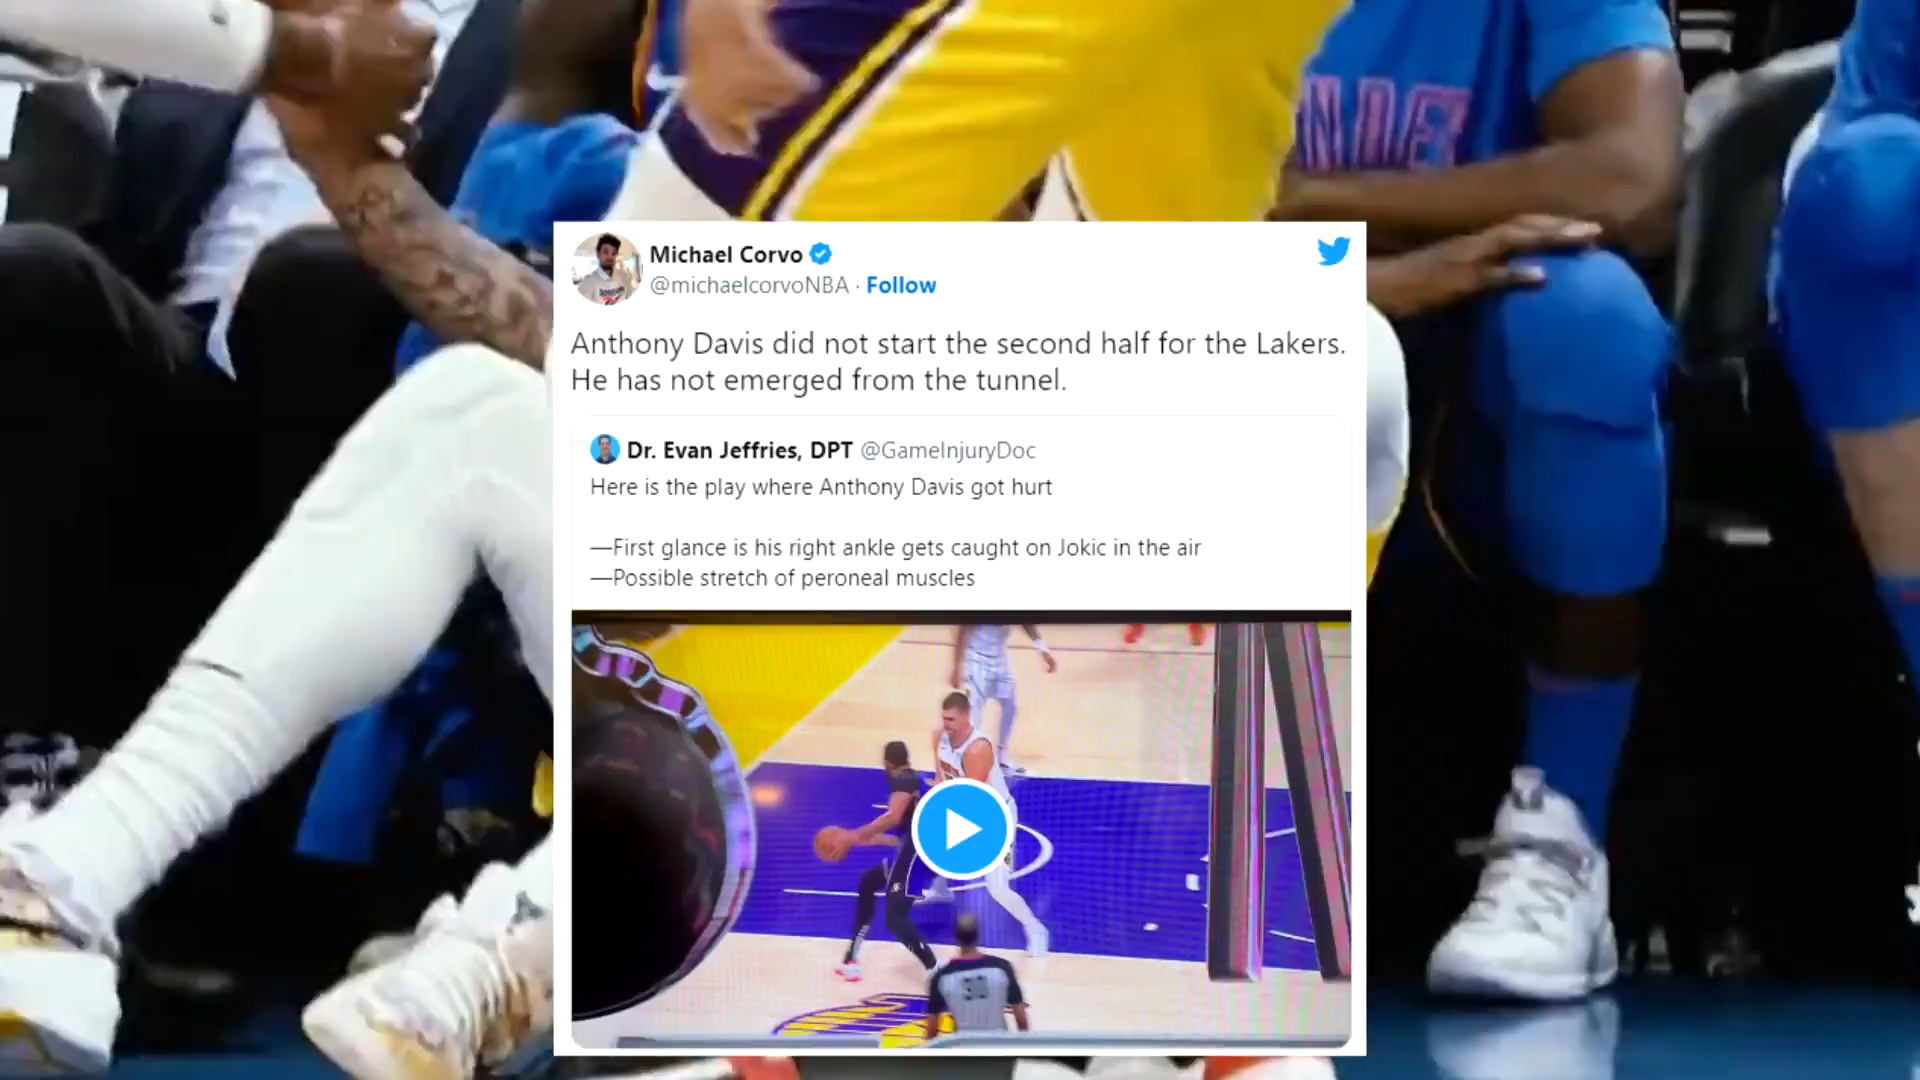 Michael Corvo
@michaelcorvoNBA · Follow
Anthony Davis did not start the second half for the Lakers.
He has not emerged from the tunnel.
Dr. Evan Jeffries, DPT @GameInjuryDoc
Here is the play where Anthony Davis got hurt
—First glance is his right ankle gets caught on Jokic in the air
—Possible stretch of peroneal muscles